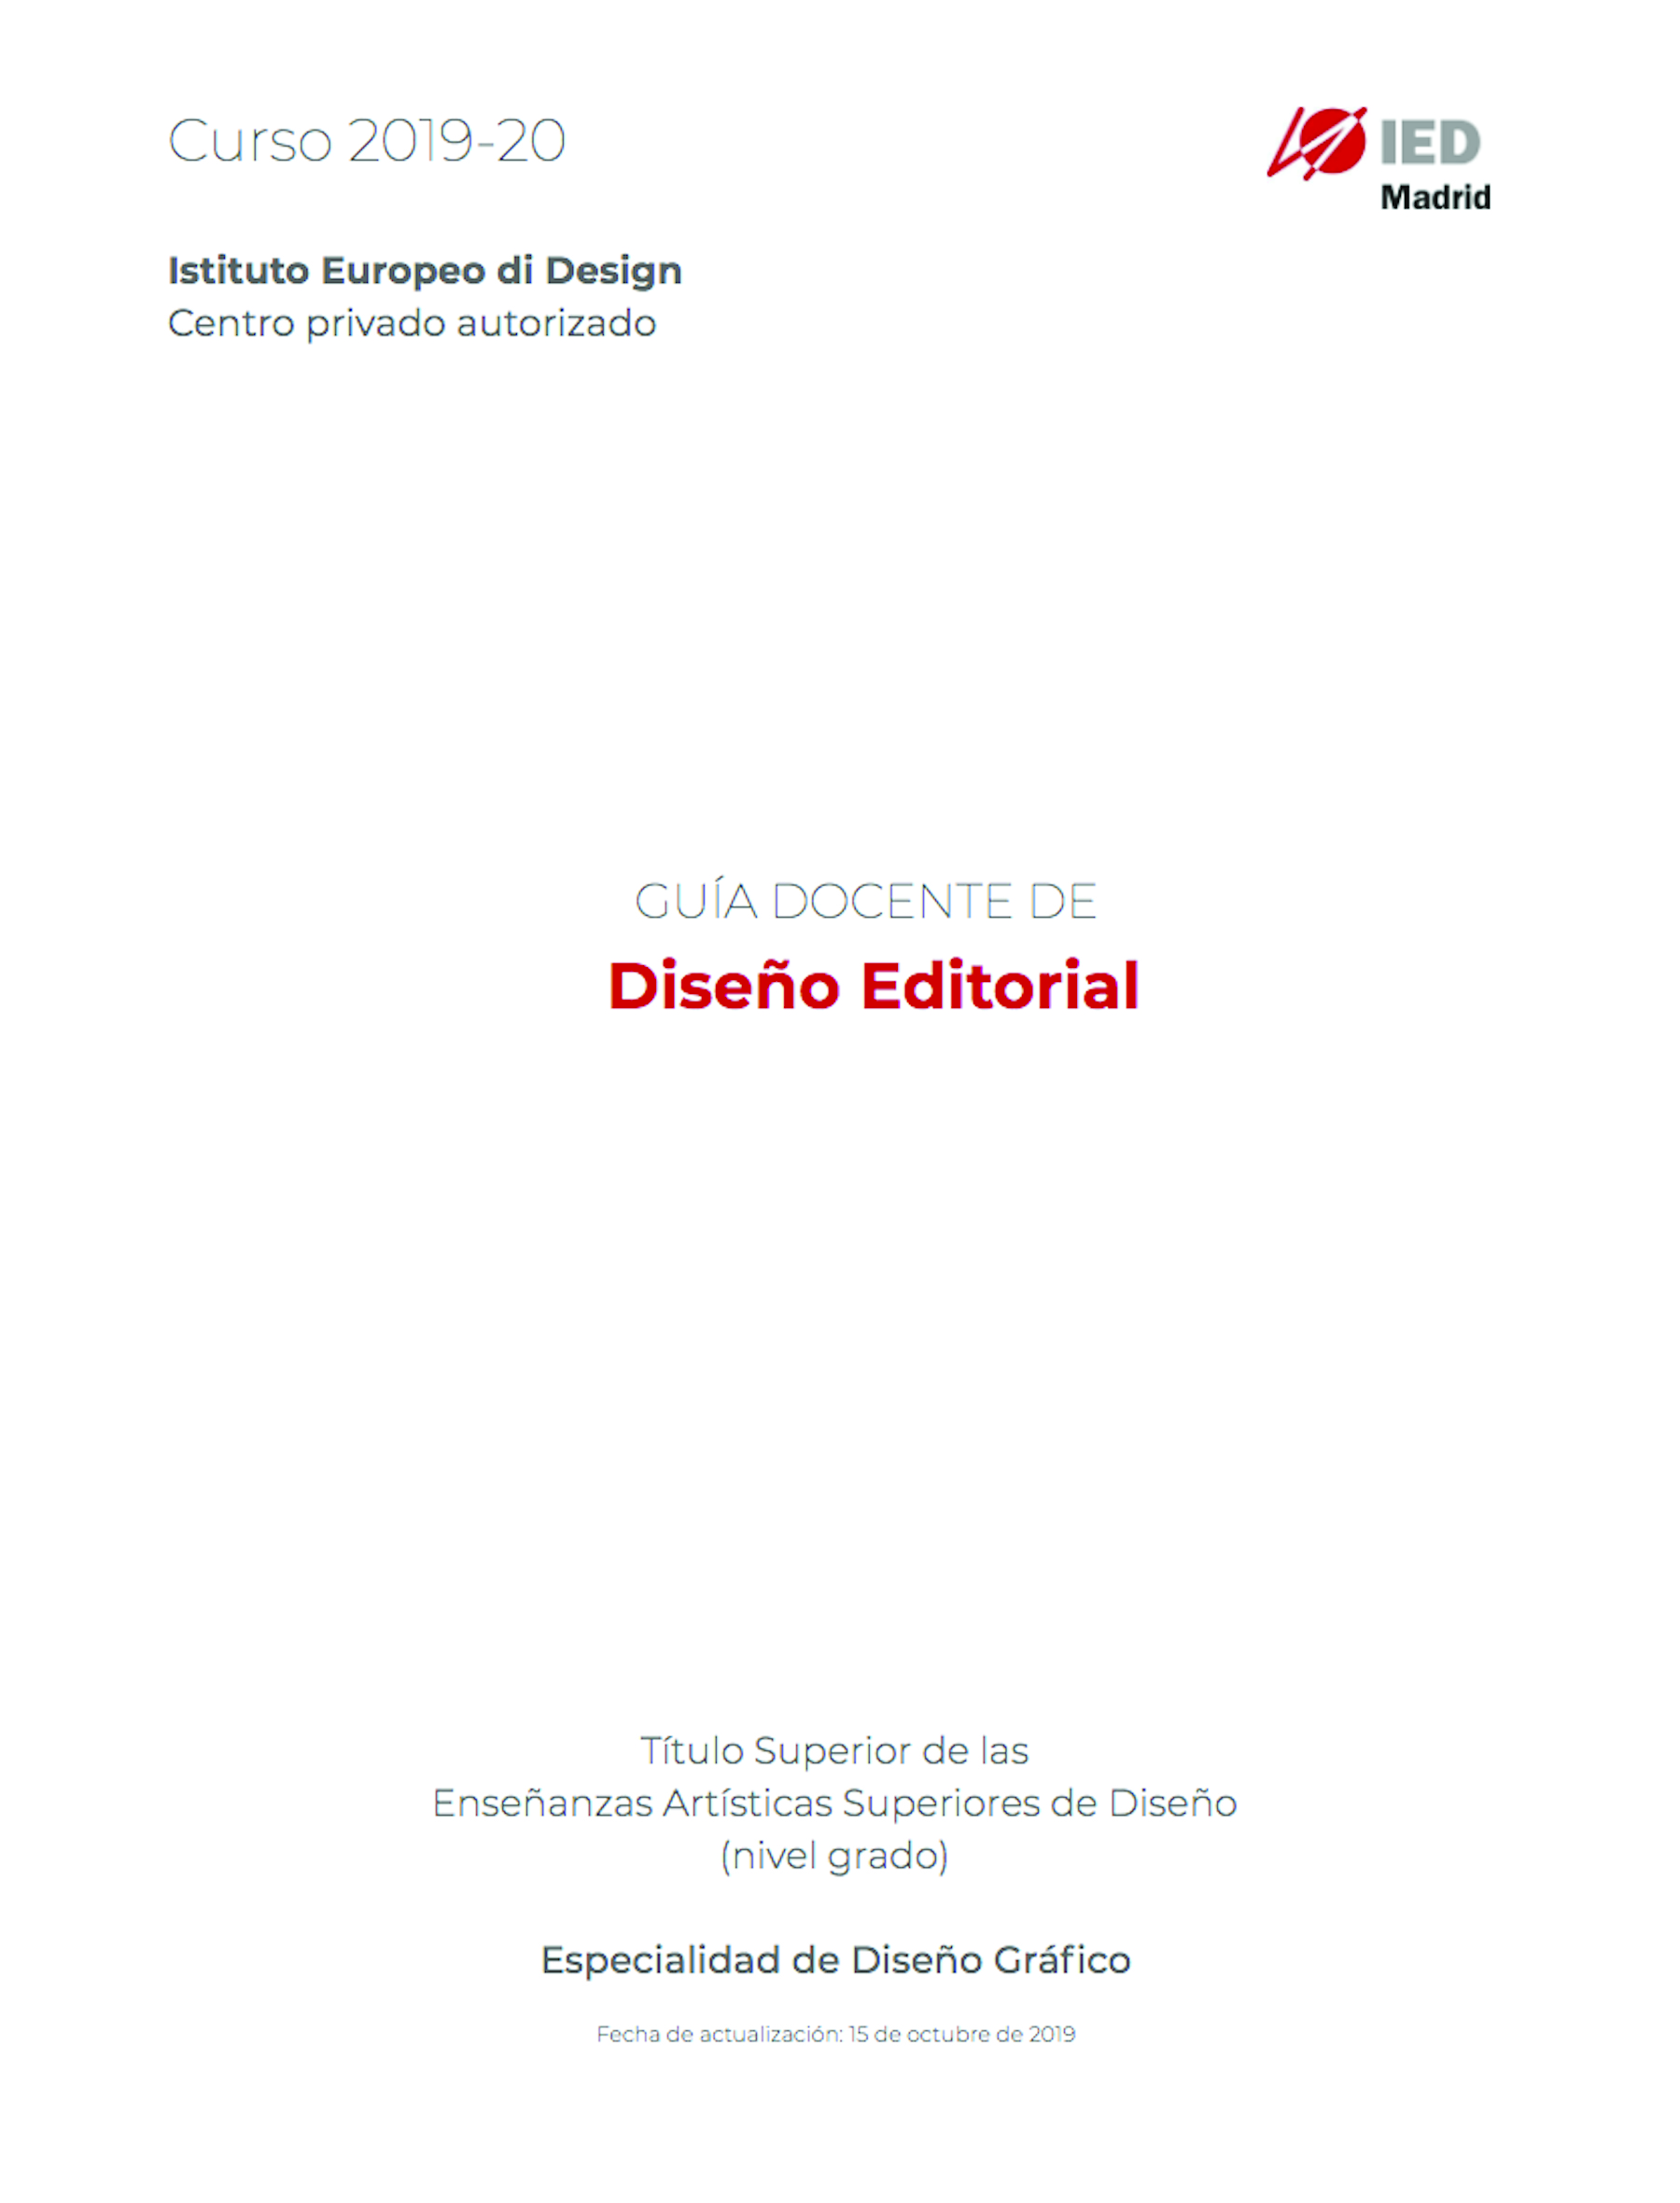 Curso 2019-20
IED
Madrid
Istituto Europeo di Design
Centro privado autorizado
GUÍA DOCENTE DE
Diseño Editorial
Título Superior de las
Enseñanzas Artísticas Superiores de Diseño
(nivel grado)
Especialidad de Diseño Gráfico
Fecha de actualización: 15 de octubre de 2019